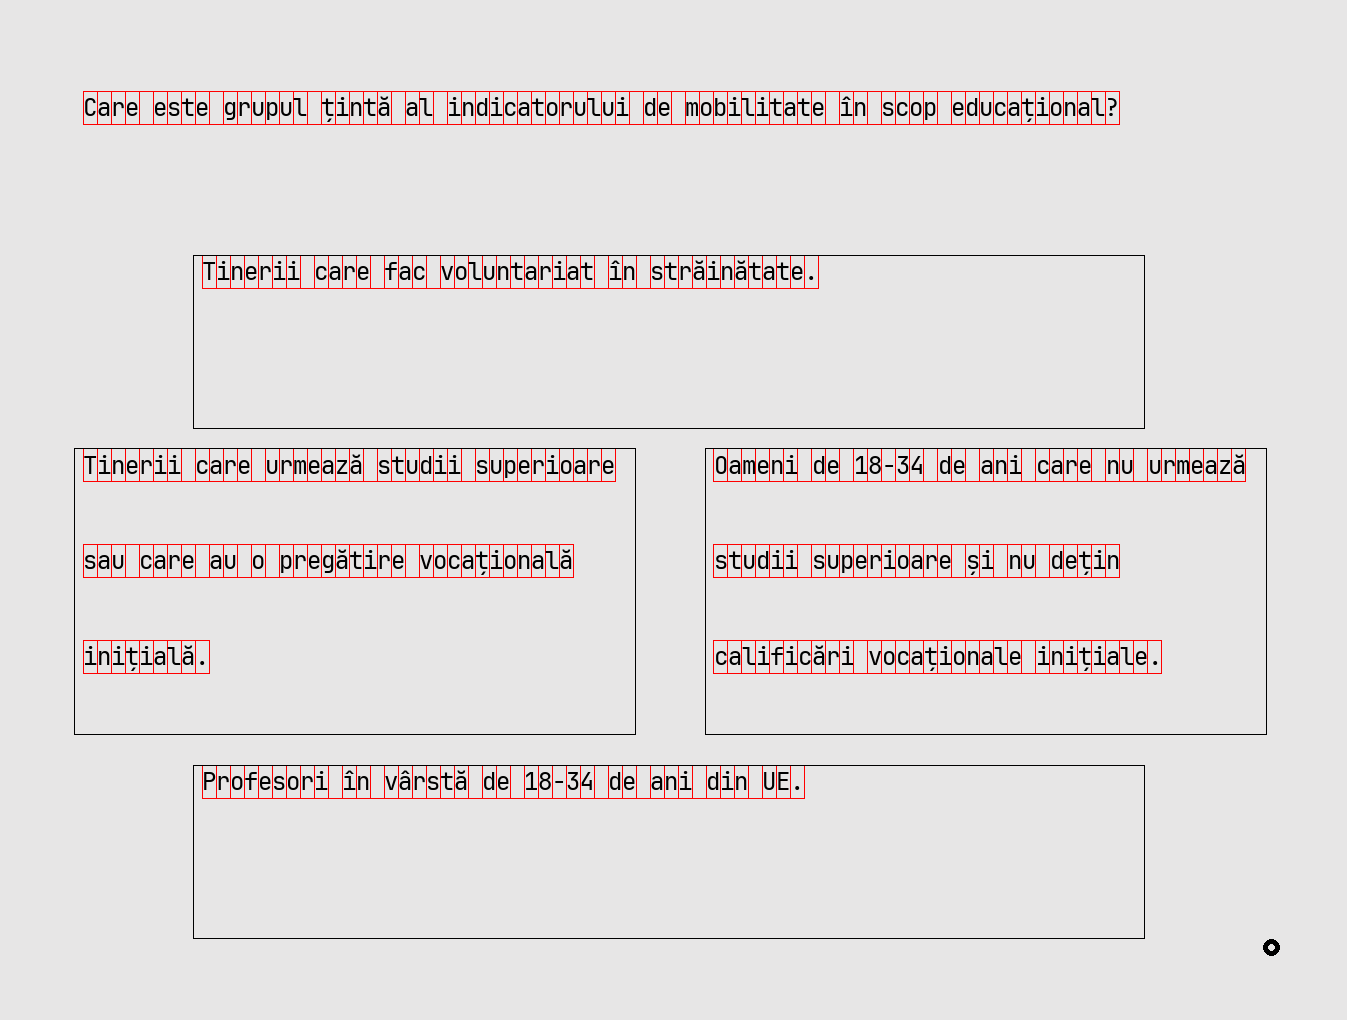 Care este grupul țintă al indicatorului de mobilitate în scop educațional?
Tinerii care fac voluntariat în străinătate.
Tinerii care urmează studii superioare
sau care au o pregătire vocațională
inițială.
Oameni de 18-34 de ani care nu urmează
studii superioare și nu dețin
calificări vocaționale inițiale.
Profesori în vârstă de 18-34 de ani din UE.